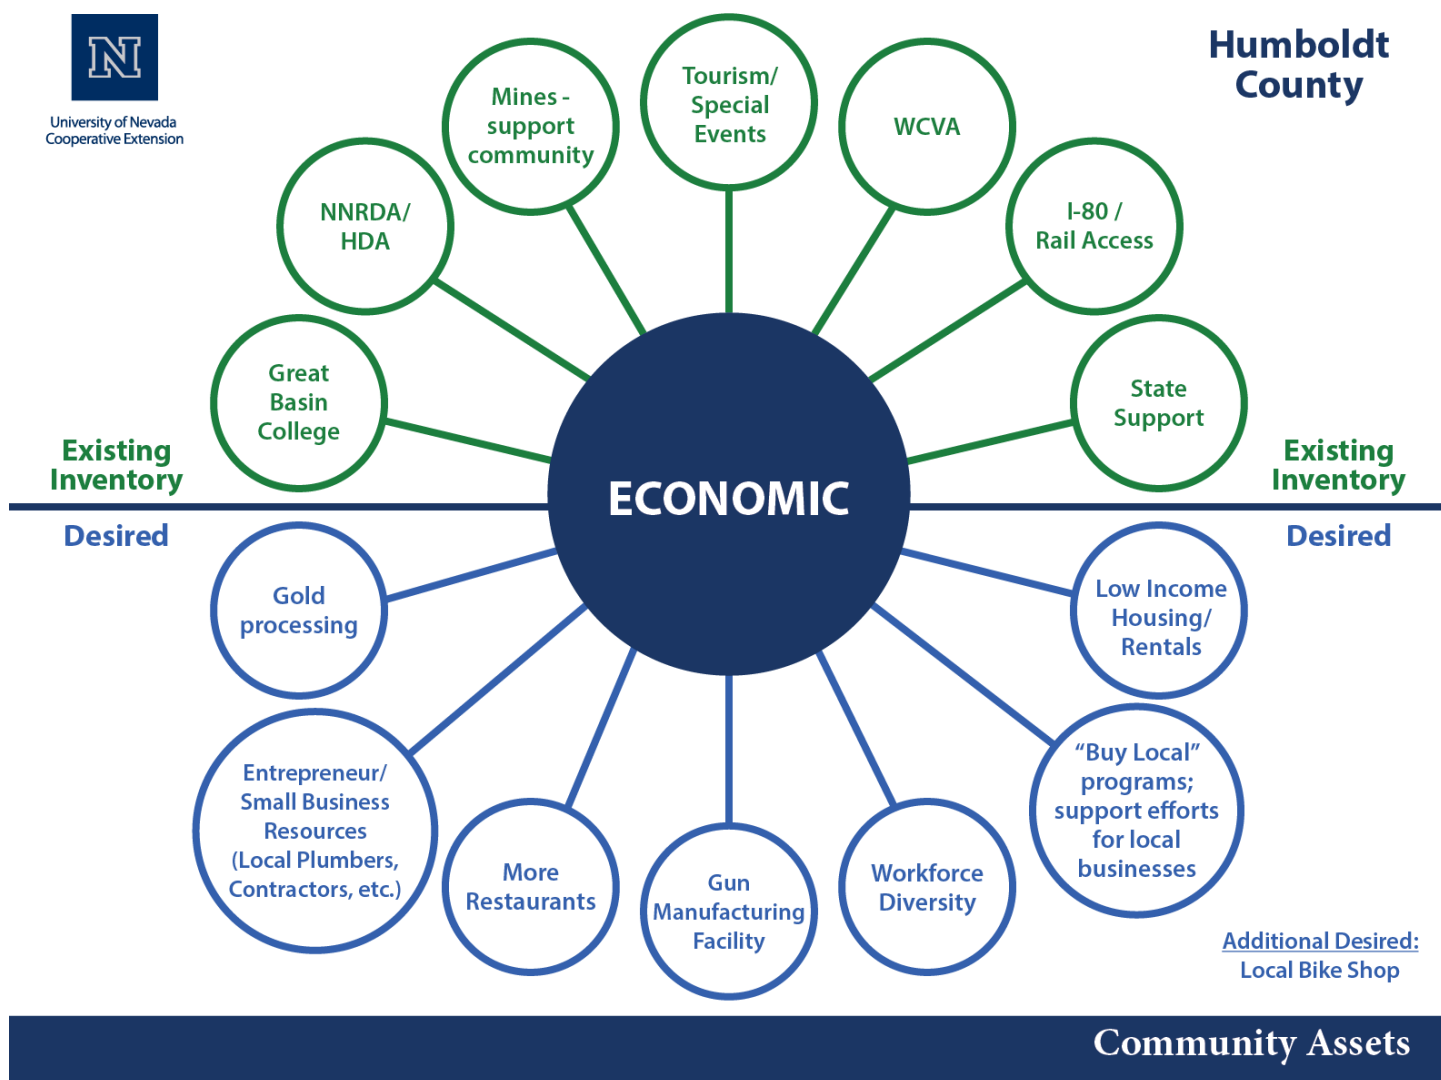 N
University of Nevada
Cooperative Extension
Humboldt
County
Tourism/
Special
Events
Mines -
support
community
WCVA
NNRDA/
HDA
I-80 /
Rail Access
Great
Basin
College
State
Support
Existing
Inventory
Existing
Inventory
ECONOMIC
Desired
Desired
Gold
processing
Low Income
Housing/
Rentals
Entrepreneur/
Small Business
Resources
(Local Plumbers,
Contractors, etc.)
More
Restaurants
Gun
Manufacturing
Facility
Workforce
Diversity
“Buy Local”
programs;
support efforts
for local
businesses
Additional Desired:
Local Bike Shop
Community Assets